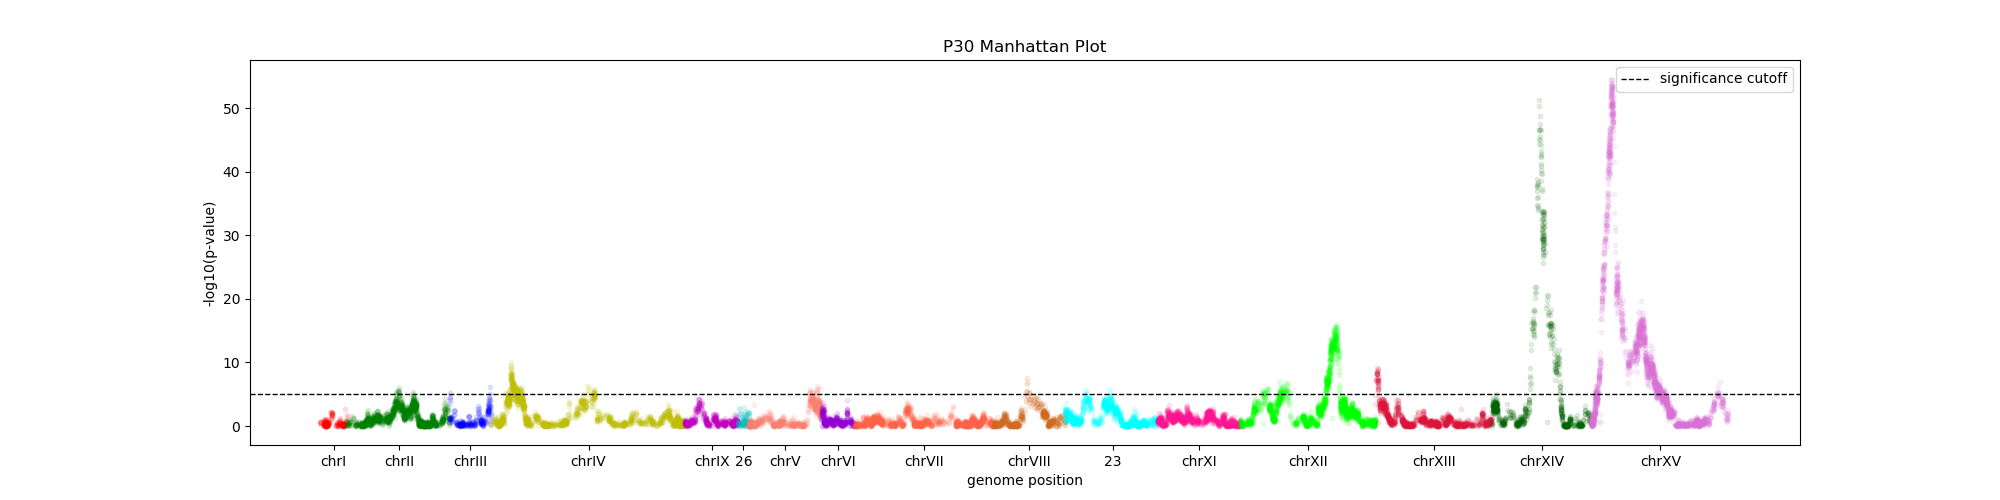 P30 Manhattan Plot
significance cutoff
-log10(p-value)
50
40
30
20
10
0
chrI chrII chrIII chrIV chrIX 26 chrV chrVI chrVII chrVIII 23 chrXI chrXII chrXIII chrXIV chrXV
genome position